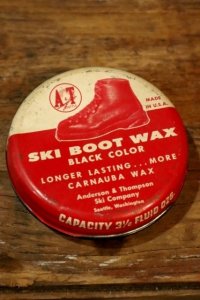 A&T
MADE
IN U.S.A.
SKI BOOT WAX
BLACK COLOR
LONGER LASTING...MORE
CARNAUBA WAX
Anderson & Thompson
Ski Company
Seattle, Washington
CAPACITY 3½ FLUID OZS.